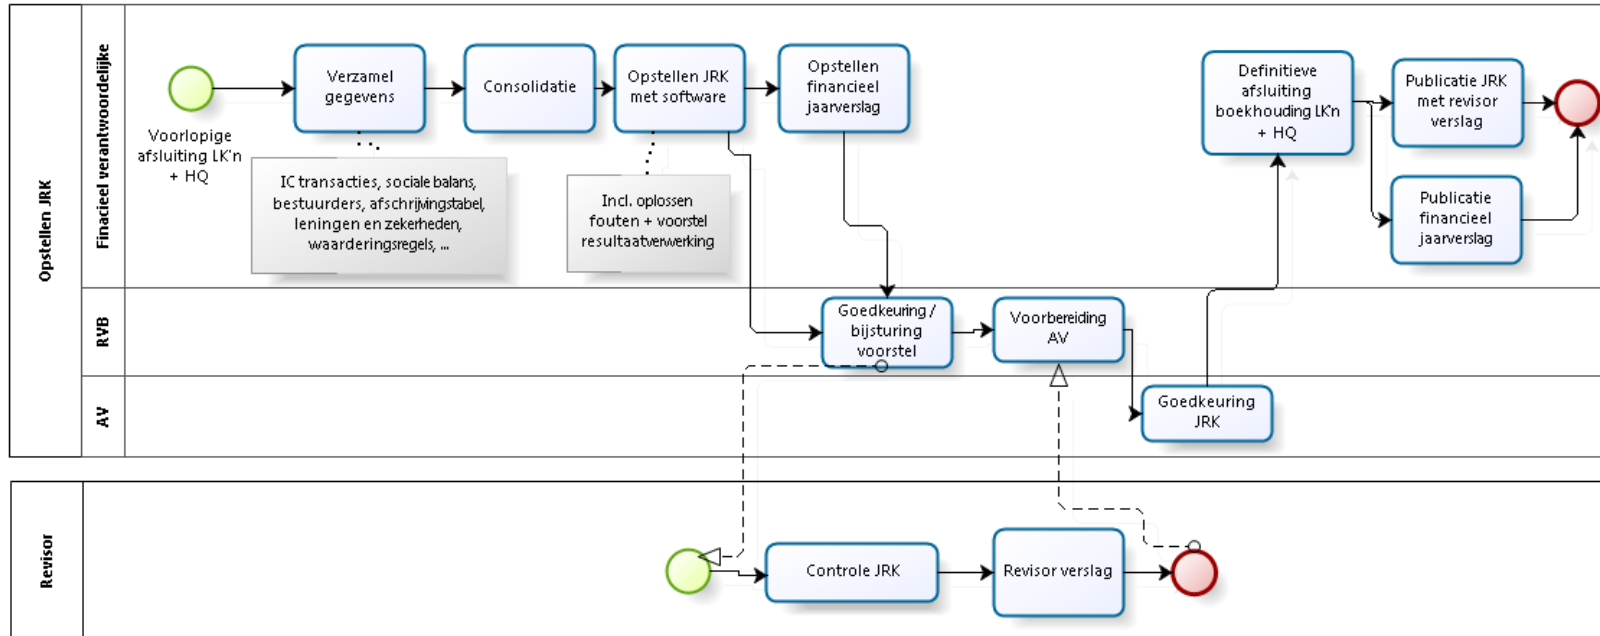 Opstellen JRK
Finacieel verantwoordelijke
Voorlopige
afsluiting LK'n
+ HQ
Verzamel
gegevens
Consolidatie
Opstellen JRK
met software
Opstellen
financieel
jaarverslag
IC transacties, sociale balans,
bestuurders, afschrijvingstabel,
leningen en zekerheden,
waarderingsregels, ...
Incl. oplossen
fouten + voorstel
resultaatverwerking
Definitieve
afsluiting
boekhouding LK'n
+ HQ
Publicatie JRK
met revisor
verslag
Publicatie
financieel
jaarverslag
RVB
Goedkeuring /
bijsturing
voorstel
Voorbereiding
AV
AV
Goedkeuring
JRK
Revisor
Controle JRK
Revisor verslag